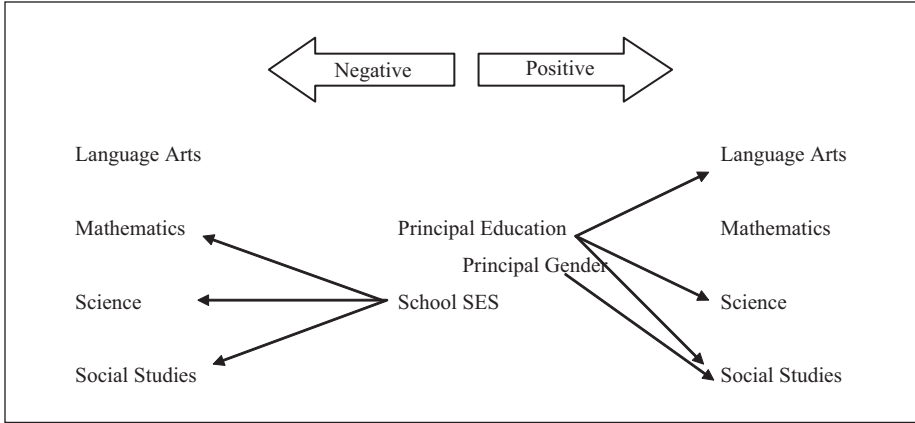 Negative
Positive
Language Arts
Language Arts
Mathematics
Principal Education
Mathematics
Principal Gender
Science
School SES
Science
Social Studies
Social Studies